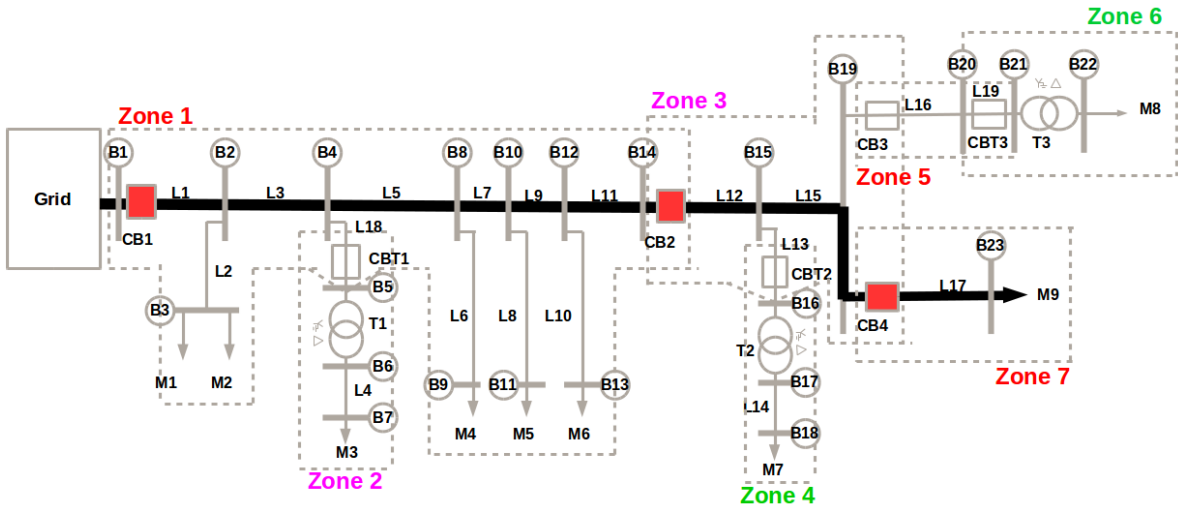 Zone 6
B19
B20
B21
B22
Zone 1
Zone 3
L16
L19
M8
CB3
CBT3
T3
B1
B2
B4
B8
B10
B12
B14
B15
Zone 5
Grid
L1
L3
L5
L7
L9
L11
L12
L15
CB1
L18
CB2
L13
B23
L2
CBT1
CBT2
B5
L17
M9
B3
T1
L6
L8
L10
B16
CB4
T2
B6
B17
Zone 7
M1
M2
L4
B9
B11
B13
L14
B7
M4
M5
M6
B18
M3
M7
Zone 2
Zone 4